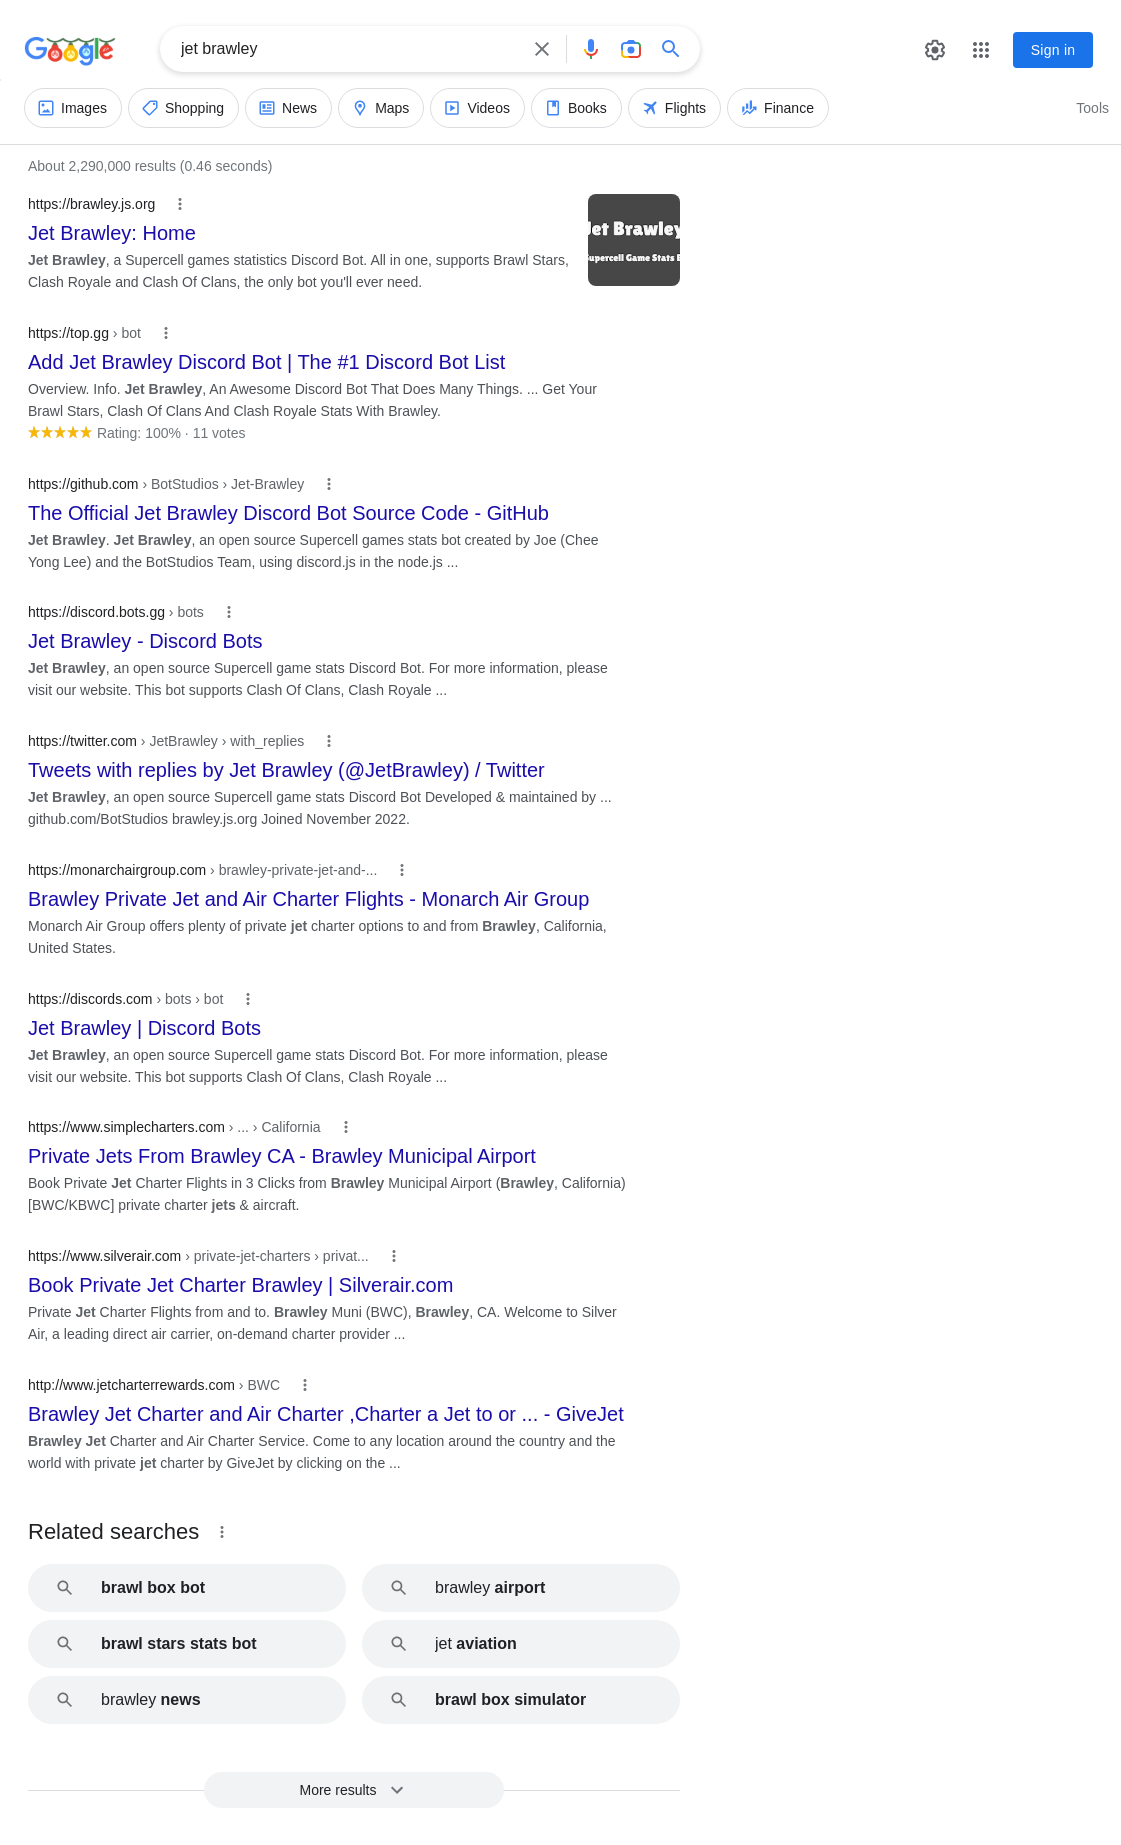 Google
jet brawley
Sign in
Images
Shopping
News
Maps
Videos
Books
Flights
Finance
Tools
About 2,290,000 results (0.46 seconds)
https://brawley.js.org
Jet Brawley: Home
Jet Brawley, a Supercell games statistics Discord Bot. All in one, supports Brawl Stars,
Clash Royale and Clash Of Clans, the only bot you'll ever need.
Jet Brawley
Supercell Game Stats
https://top.gg › bot
Add Jet Brawley Discord Bot | The #1 Discord Bot List
Overview. Info. Jet Brawley, An Awesome Discord Bot That Does Many Things. ... Get Your
Brawl Stars, Clash Of Clans And Clash Royale Stats With Brawley.
Rating: 100% · 11 votes
https://github.com › BotStudios › Jet-Brawley
The Official Jet Brawley Discord Bot Source Code - GitHub
Jet Brawley. Jet Brawley, an open source Supercell games stats bot created by Joe (Chee
Yong Lee) and the BotStudios Team, using discord.js in the node.js ...
https://discord.bots.gg › bots
Jet Brawley - Discord Bots
Jet Brawley, an open source Supercell game stats Discord Bot. For more information, please
visit our website. This bot supports Clash Of Clans, Clash Royale ...
https://twitter.com › JetBrawley › with_replies
Tweets with replies by Jet Brawley (@JetBrawley) / Twitter
Jet Brawley, an open source Supercell game stats Discord Bot Developed & maintained by ...
github.com/BotStudios brawley.js.org Joined November 2022.
https://monarchairgroup.com › brawley-private-jet-and-...
Brawley Private Jet and Air Charter Flights - Monarch Air Group
Monarch Air Group offers plenty of private jet charter options to and from Brawley, California,
United States.
https://discords.com › bots › bot
Jet Brawley | Discord Bots
Jet Brawley, an open source Supercell game stats Discord Bot. For more information, please
visit our website. This bot supports Clash Of Clans, Clash Royale ...
https://www.simplecharters.com › ... › California
Private Jets From Brawley CA - Brawley Municipal Airport
Book Private Jet Charter Flights in 3 Clicks from Brawley Municipal Airport (Brawley, California)
[BWC/KBWC] private charter jets & aircraft.
https://www.silverair.com › private-jet-charters › privat...
Book Private Jet Charter Brawley | Silverair.com
Private Jet Charter Flights from and to. Brawley Muni (BWC), Brawley, CA. Welcome to Silver
Air, a leading direct air carrier, on-demand charter provider ...
http://www.jetcharterrewards.com › BWC
Brawley Jet Charter and Air Charter ,Charter a Jet to or ... - GiveJet
Brawley Jet Charter and Air Charter Service. Come to any location around the country and the
world with private jet charter by GiveJet by clicking on the ...
Related searches
brawl box bot
brawley airport
brawl stars stats bot
jet aviation
brawley news
brawl box simulator
More results